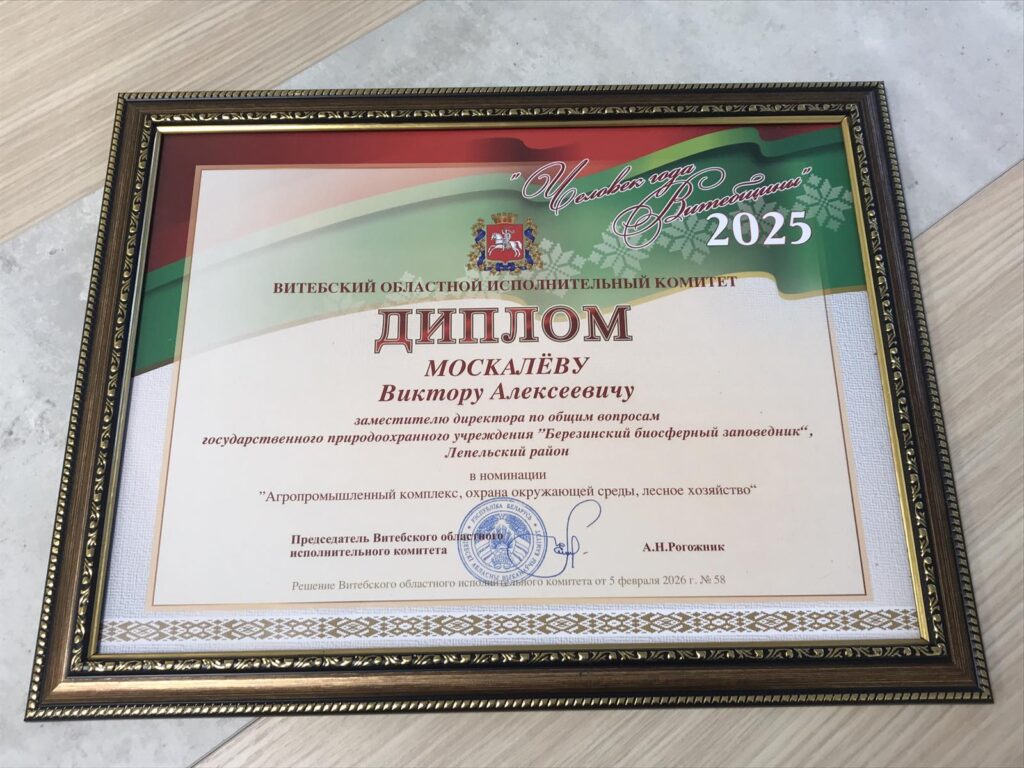 "Человек года
Витебщины"
2025
ВИТЕБСКИЙ ОБЛАСТНОЙ ИСПОЛНИТЕЛЬНЫЙ КОМИТЕТ
ДИПЛОМ
МОСКАЛЁВУ
Виктору Алексеевичу
заместителю директора по общим вопросам
государственного природоохранного учреждения "Березинский биосферный заповедник",
Лепельский район
в номинации
"Агропромышленный комплекс, охрана окружающей среды, лесное хозяйство"
Председатель Витебского областного
исполнительного комитета
А.Н.Рогожник
РЭСПУБЛІКА БЕЛАРУСЬ
Решение Витебского областного исполнительного комитета от 5 февраля 2026 г. № 58